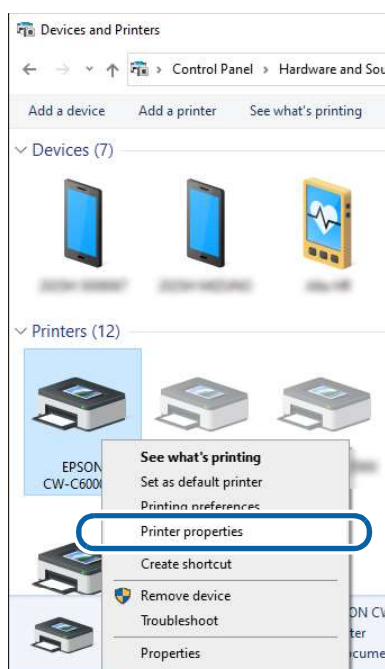 Devices and Printers
Control Panel > Hardware and Sou
Add a device Add a printer See what's printing
Devices (7)
Printers (12)
EPSON
CW-C600
See what's printing
Set as default printer
Printing preferences
Printer properties
Create shortcut
Remove device
Troubleshoot
Properties
ON CW
ter
cume